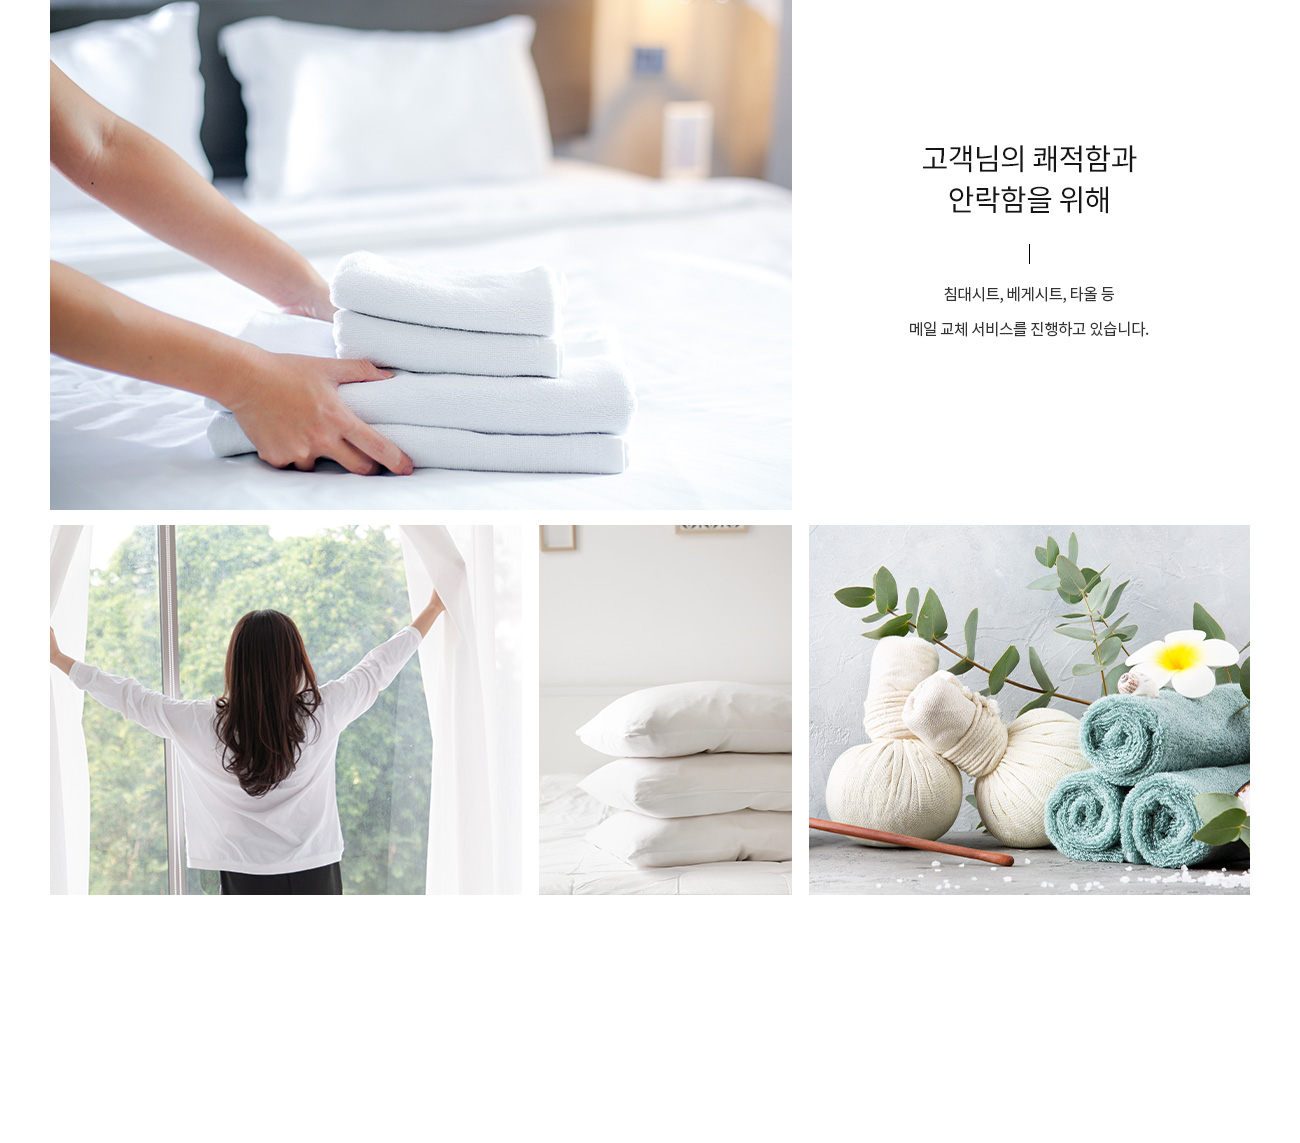 고객님의 쾌적함과
안락함을 위해
침대시트, 베게시트, 타올 등
메일 교체 서비스를 진행하고 있습니다.